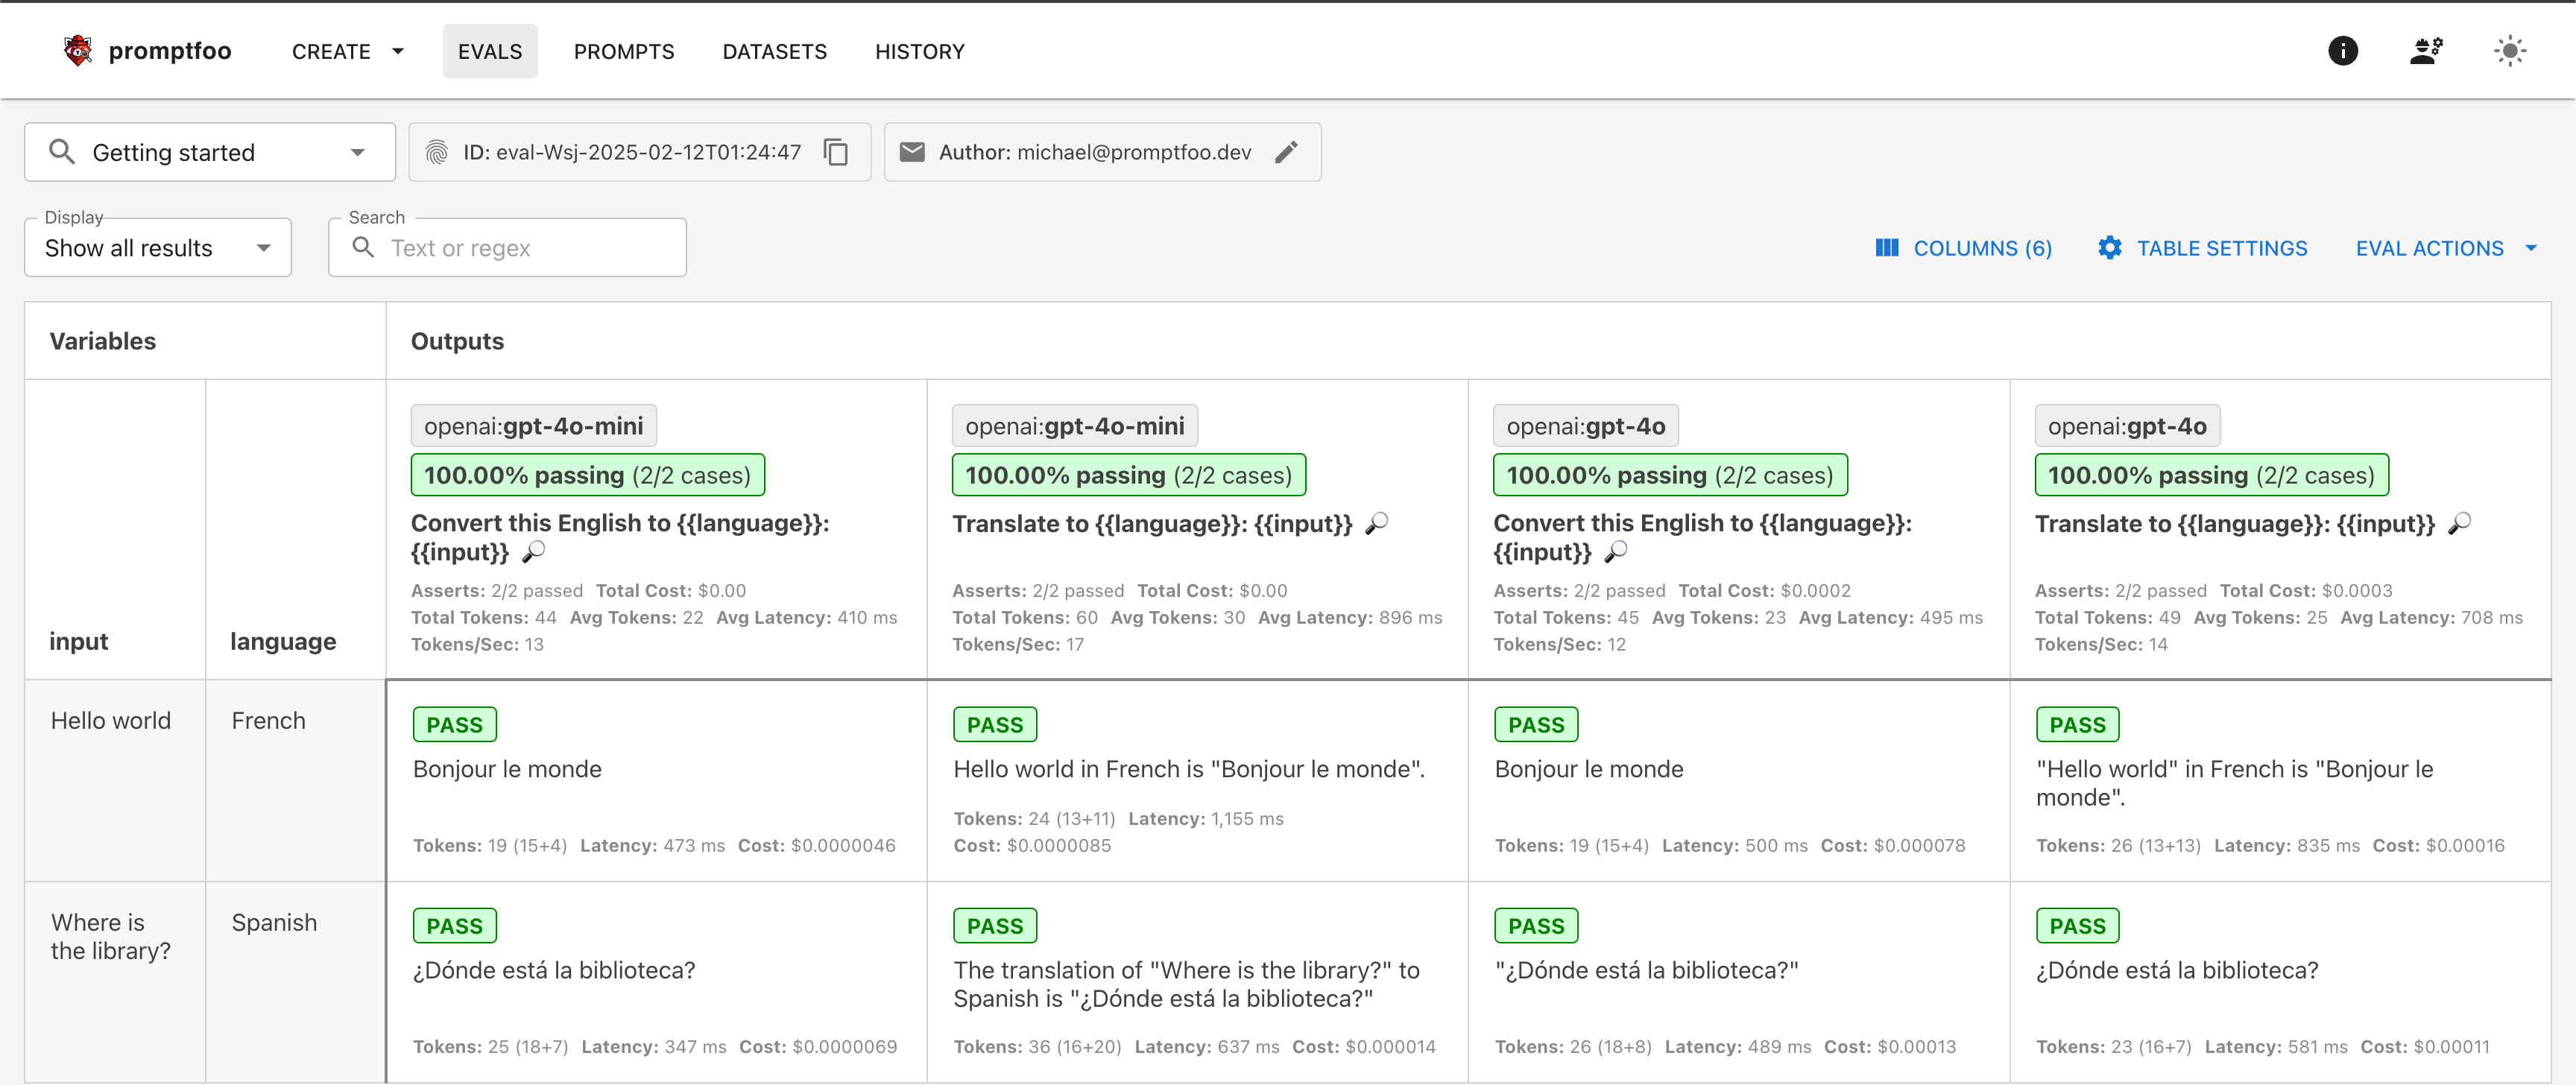 promptfoo CREATE EVALS PROMPTS DATASETS HISTORY
Getting started ID: eval-Wsj-2025-02-12T01:24:47 Author: michael@promptfoo.dev
Display Search
Show all results Text or regex COLUMNS (6) TABLE SETTINGS EVAL ACTIONS
Variables Outputs
input
language
openai:gpt-4o-mini
100.00% passing (2/2 cases)
Convert this English to {{language}}:
{{input}} 🔎
Asserts: 2/2 passed Total Cost: $0.00
Total Tokens: 44 Avg Tokens: 22 Avg Latency: 410 ms
Tokens/Sec: 13
openai:gpt-4o-mini
100.00% passing (2/2 cases)
Translate to {{language}}: {{input}} 🔎
Asserts: 2/2 passed Total Cost: $0.00
Total Tokens: 60 Avg Tokens: 30 Avg Latency: 896 ms
Tokens/Sec: 17
openai:gpt-4o
100.00% passing (2/2 cases)
Convert this English to {{language}}:
{{input}} 🔎
Asserts: 2/2 passed Total Cost: $0.0002
Total Tokens: 45 Avg Tokens: 23 Avg Latency: 495 ms
Tokens/Sec: 12
openai:gpt-4o
100.00% passing (2/2 cases)
Translate to {{language}}: {{input}} 🔎
Asserts: 2/2 passed Total Cost: $0.0003
Total Tokens: 49 Avg Tokens: 25 Avg Latency: 708 ms
Tokens/Sec: 14
Hello world
French
PASS
Bonjour le monde
Tokens: 19 (15+4) Latency: 473 ms Cost: $0.0000046
PASS
Hello world in French is "Bonjour le monde".
Tokens: 24 (13+11) Latency: 1,155 ms
Cost: $0.0000085
PASS
Bonjour le monde
Tokens: 19 (15+4) Latency: 500 ms Cost: $0.000078
PASS
"Hello world" in French is "Bonjour le
monde".
Tokens: 26 (13+13) Latency: 835 ms Cost: $0.00016
Where is
the library?
Spanish
PASS
¿Dónde está la biblioteca?
Tokens: 25 (18+7) Latency: 347 ms Cost: $0.0000069
PASS
The translation of "Where is the library?" to
Spanish is "¿Dónde está la biblioteca?"
Tokens: 36 (16+20) Latency: 637 ms Cost: $0.000014
PASS
"¿Dónde está la biblioteca?"
Tokens: 26 (18+8) Latency: 489 ms Cost: $0.00013
PASS
¿Dónde está la biblioteca?
Tokens: 23 (16+7) Latency: 581 ms Cost: $0.00011